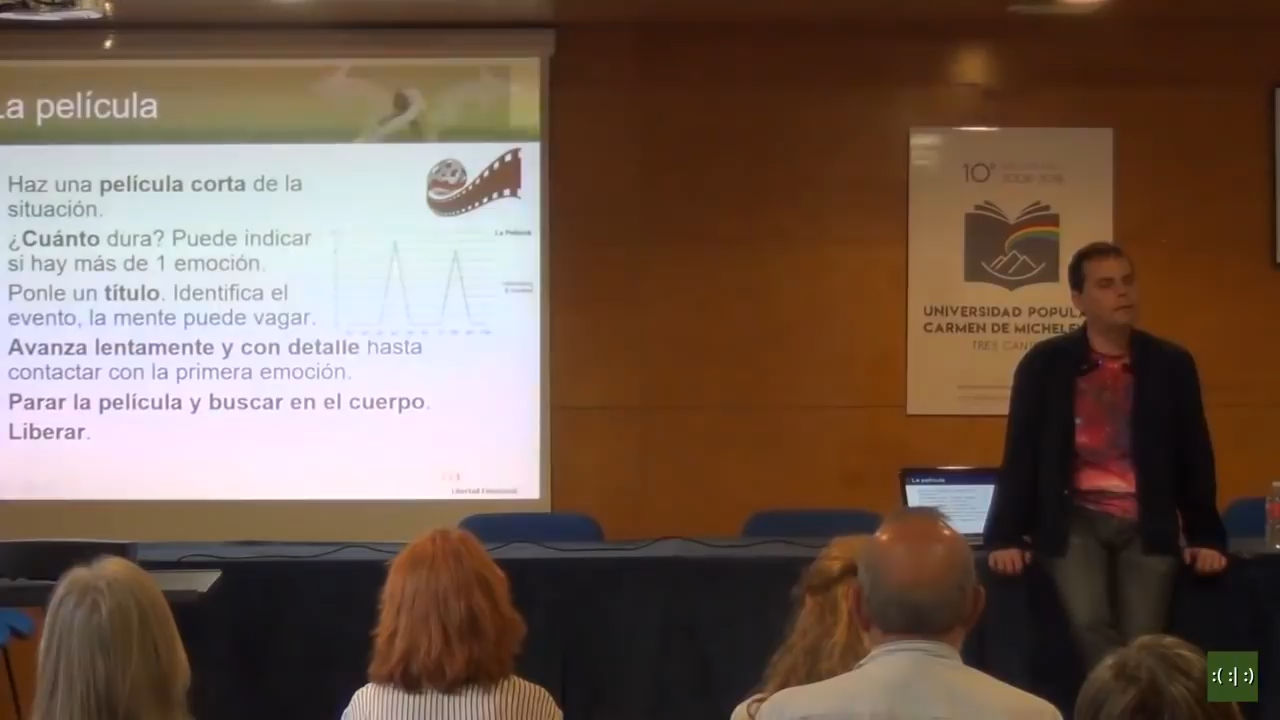 La película
Haz una película corta de la
situación.
¿Cuánto dura? Puede indicar
si hay más de 1 emoción.
Ponle un título. Identifica el
evento, la mente puede vagar.
Avanza lentamente y con detalle hasta
contactar con la primera emoción.
Parar la película y buscar en el cuerpo.
Liberar.
La Película
Libertad Emocional
10º
UNIVERSIDAD POPULA
CARMEN DE MICHELE
TRES CAN
La película
:( :| :)